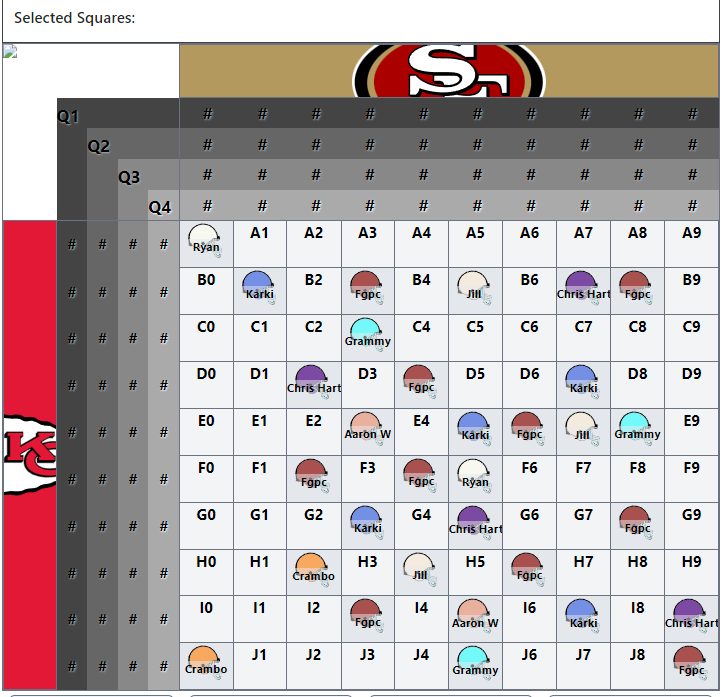 Selected Squares:
SF
Q1 # # # # # # # # # #
Q2 # # # # # # # # # #
Q3 # # # # # # # # # #
Q4 # # # # # # # # # #
# # # # Ryan A1 A2 A3 A4 A5 A6 A7 A8 A9
# # # # B0 Karki B2 Fgpc B4 Jill B6 Chris Hart Fgpc B9
# # # # C0 C1 C2 Grammy C4 C5 C6 C7 C8 C9
# # # # D0 D1 Chris Hart D3 Fgpc D5 D6 Karki D8 D9
KC # # # # E0 E1 E2 Aaron W E4 Karki Fgpc Jill Grammy E9
# # # # F0 F1 Fgpc F3 Fgpc Ryan F6 F7 F8 F9
# # # # G0 G1 G2 Karki G4 Chris Hart G6 G7 Fgpc G9
# # # # H0 H1 Crambo H3 Jill H5 Fgpc H7 H8 H9
# # # # I0 I1 I2 Fgpc I4 Aaron W I6 Karki I8 Chris Hart
# # # # Crambo J1 J2 J3 J4 Grammy J6 J7 J8 Fgpc